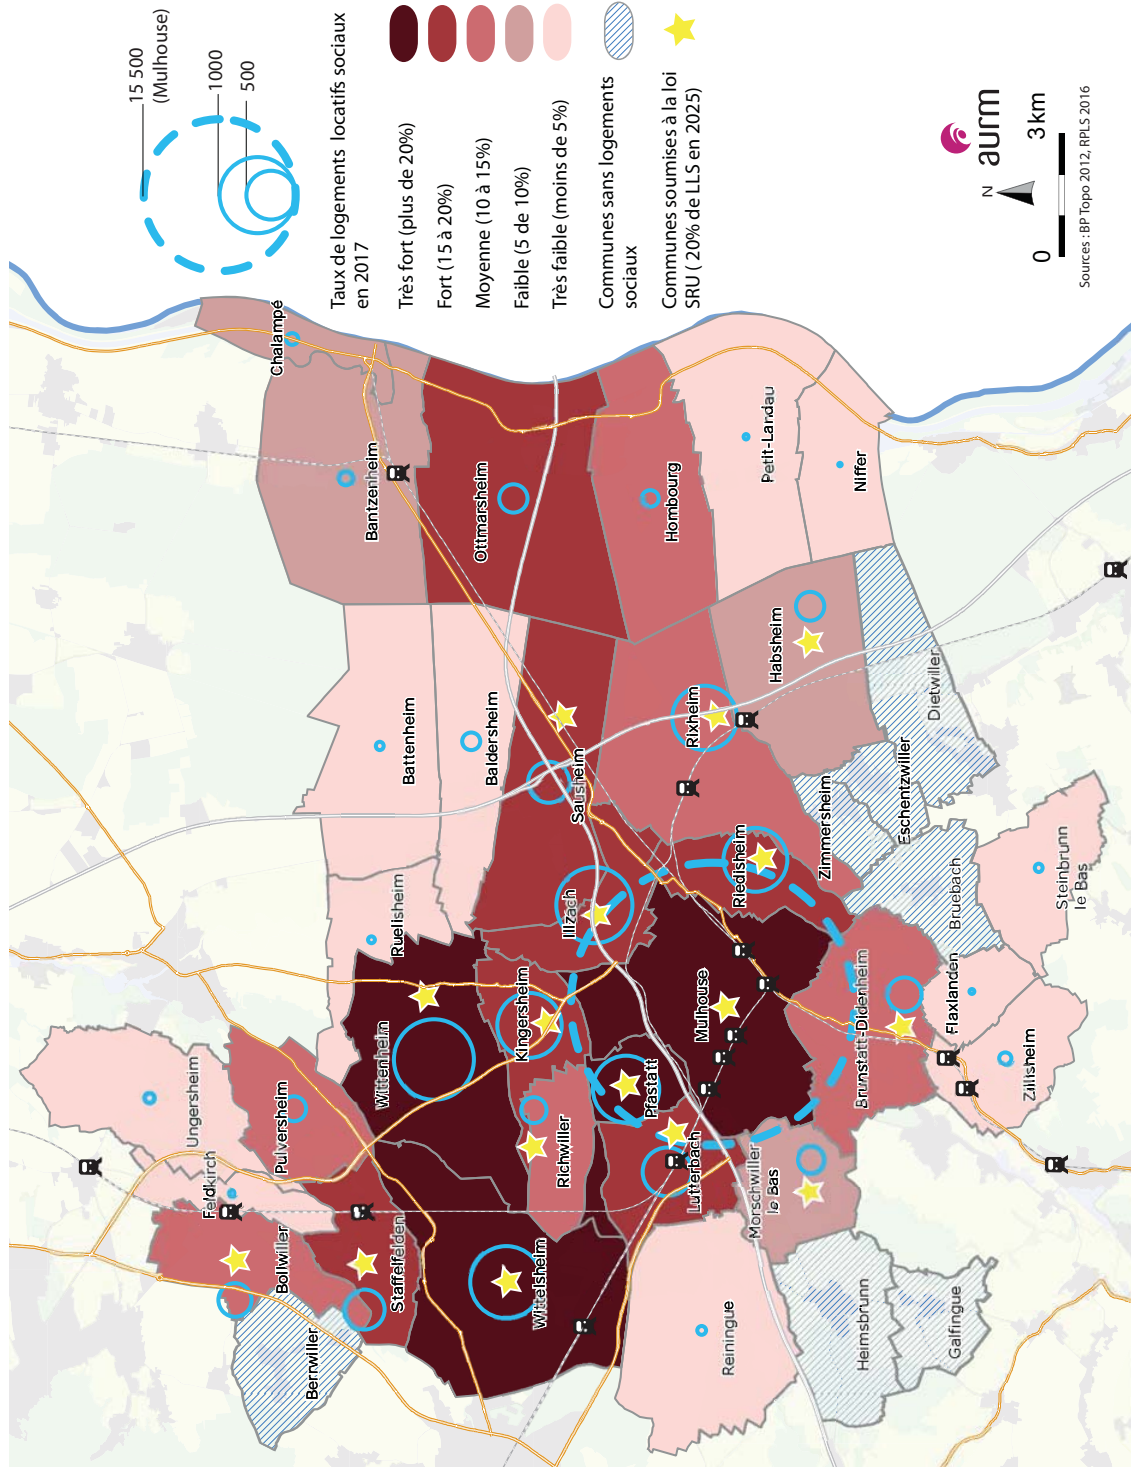 15 500
(Mulhouse)
1000
500
Taux de logements locatifs sociaux
en 2017
Très fort (plus de 20%)
Fort (15 à 20%)
Moyenne (10 à 15%)
Faible (5 de 10%)
Très faible (moins de 5%)
Communes sans logements
sociaux
Communes soumises à la loi
SRU ( 20% de LLS en 2025)
N
aurm
0
3km
Sources : BP Topo 2012, RPLS 2016
Chalampé
Bantzenheim
Ottmarsheim
Hombourg
Petit-Landau
Niffer
Battenheim
Baldersheim
Sausheim
Rixheim
Habsheim
Dietwiller
Eschentzwiller
Zimmersheim
Ruelisheim
Illzach
Riedisheim
Bruebach
Steinbrunn
le Bas
Ungersheim
Pulversheim
Wittenheim
Kingersheim
Mulhouse
Brunstatt-Didenheim
Flaxlanden
Zillisheim
Feldkirch
Bollwiller
Staffelfelden
Richwiller
Pfastatt
Lutterbach
Morschwiller
le Bas
Berrwiller
Wittelsheim
Reiningue
Heimsbrunn
Galfingue